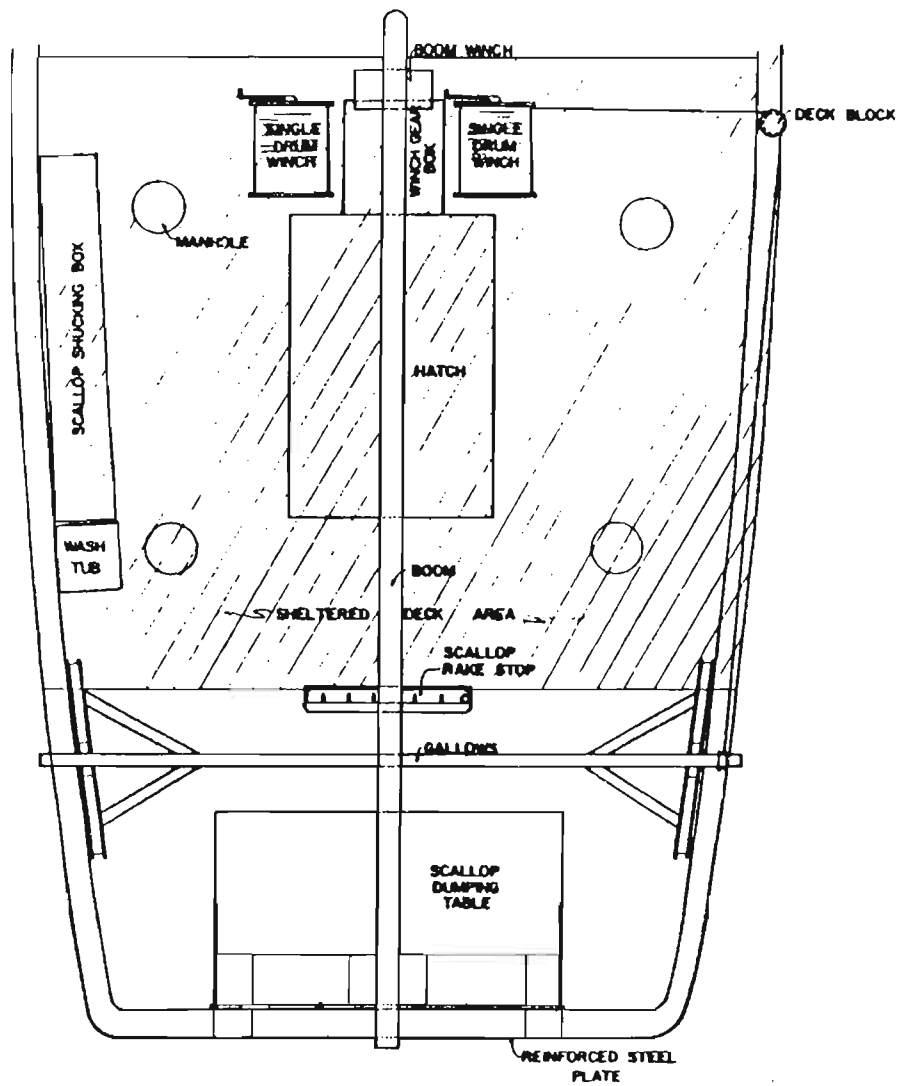 BOOM WINCH
DECK BLOCK
SINGLE
DRUM
WINCH
WINCH GEAR
BOX
SINGLE
DRUM
WINCH
MANHOLE
SCALLOP SHUCKING BOX
HATCH
WASH
TUB
BOOM
SHELTERED DECK AREA
SCALLOP
RAKE STOP
GALLOWS
SCALLOP
DUMPING
TABLE
REINFORCED STEEL
PLATE